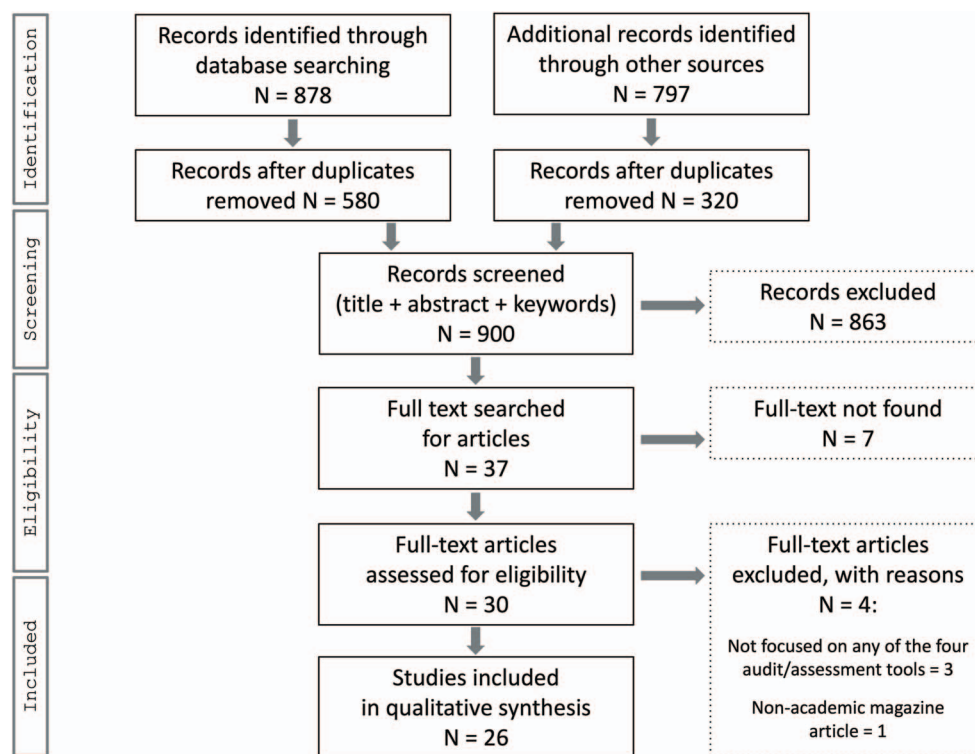 Identification
Records identified through
database searching
N = 878
Additional records identified
through other sources
N = 797
Records after duplicates
removed N = 580
Records after duplicates
removed N = 320
Screening
Records screened
(title + abstract + keywords)
N = 900
Records excluded
N = 863
Eligibility
Full text searched
for articles
N = 37
Full-text not found
N = 7
Full-text articles
assessed for eligibility
N = 30
Full-text articles
excluded, with reasons
N = 4:
Not focused on any of the four
audit/assessment tools = 3
Non-academic magazine
article = 1
Included
Studies included
in qualitative synthesis
N = 26